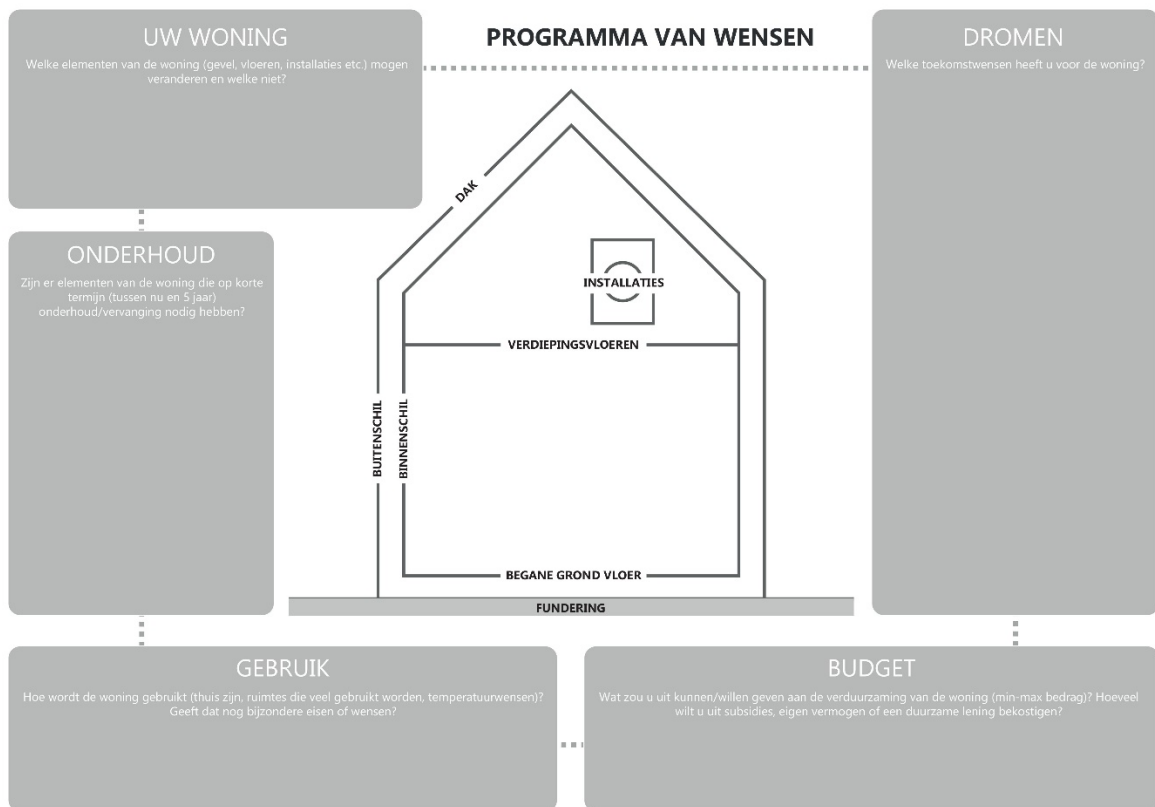 UW WONING
Welke elementen van de woning (gevel, vloeren, installaties etc.) mogen
veranderen en welke niet?
PROGRAMMA VAN WENSEN
DROMEN
Welke toekomstwensen heeft u voor de woning?
ONDERHOUD
Zijn er elementen van de woning die op korte
termijn (tussen nu en 5 jaar)
onderhoud/vervanging nodig hebben?
DAK
INSTALLATIES
VERDIEPINGSVLOEREN
BUITENSCHIL
BINNENSCHIL
BEGANE GROND VLOER
FUNDERING
GEBRUIK
Hoe wordt de woning gebruikt (thuis zijn, ruimtes die veel gebruikt worden, temperatuurwensen)?
Geeft dat nog bijzondere eisen of wensen?
BUDGET
Wat zou u uit kunnen/willen geven aan de verduurzaming van de woning (min-max bedrag)? Hoeveel
wilt u uit subsidies, eigen vermogen of een duurzame lening bekostigen?